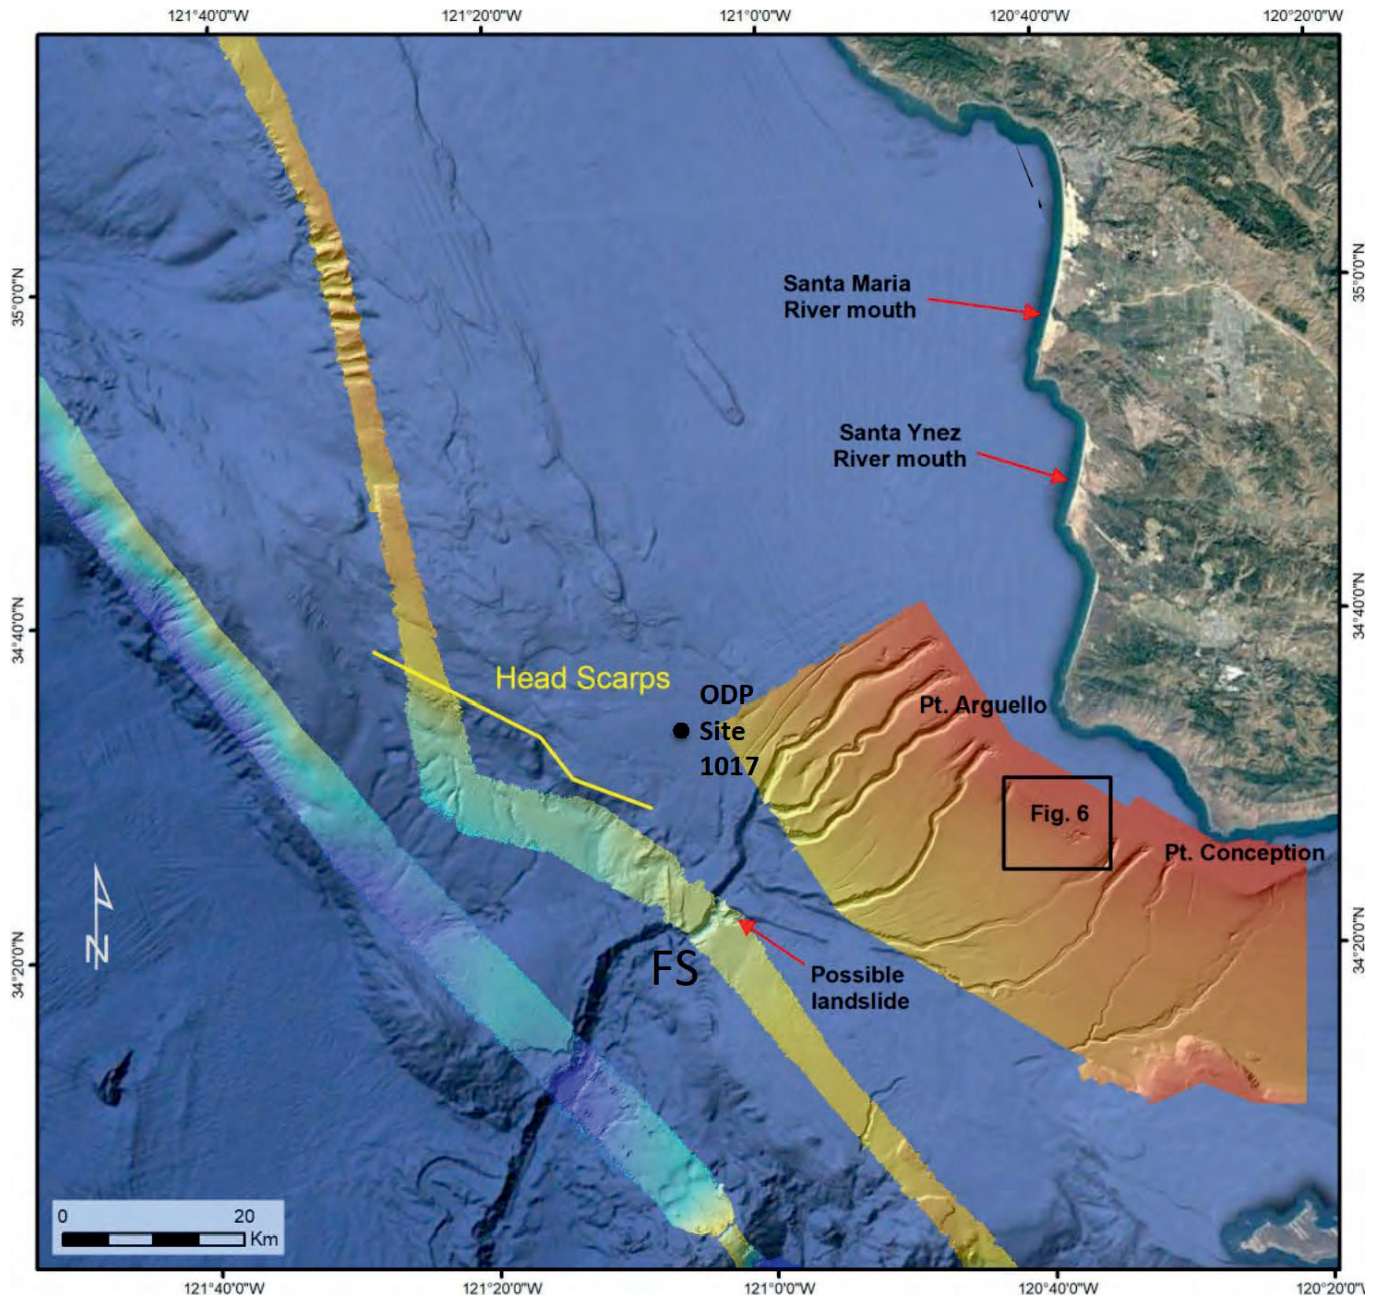 121°40'0"W
121°20'0"W
121°0'0"W
120°40'0"W
120°20'0"W
35°0'0"N
35°0'0"N
Santa Maria
River mouth
Santa Ynez
River mouth
34°40'0"N
34°40'0"N
Head Scarps
ODP
Site
1017
Pt. Arguello
Fig. 6
Pt. Conception
N
FS
Possible
landslide
34°20'0"N
34°20'0"N
0 20
Km
121°40'0"W
121°20'0"W
121°0'0"W
120°40'0"W
120°20'0"W